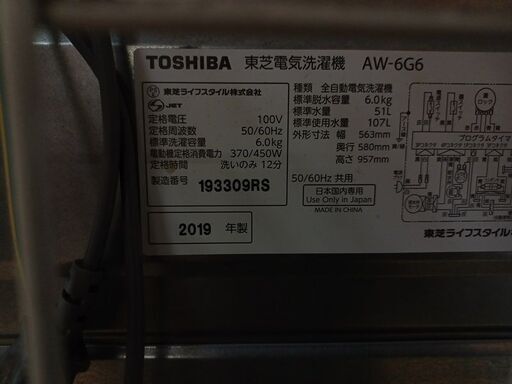 TOSHIBA 東芝電気洗濯機 AW-6G6
東芝ライフスタイル株式会社
JET
定格電圧 100V
定格周波数 50/60Hz
標準洗濯容量 6.0kg
電動機定格消費電力 370/450W
定格時間 洗いのみ 12分
製造番号 193309RS
2019 年製
種類 全自動電気洗濯機
標準脱水容量 6.0kg
標準水量 51L
標準使用水量 107L
外形寸法 幅 563mm
奥行 580mm
高さ 957mm
50/60Hz 共用
日本国内専用
Use Only in Japan
MADE IN CHINA
プログラムタイマ
東芝ライフスタイル